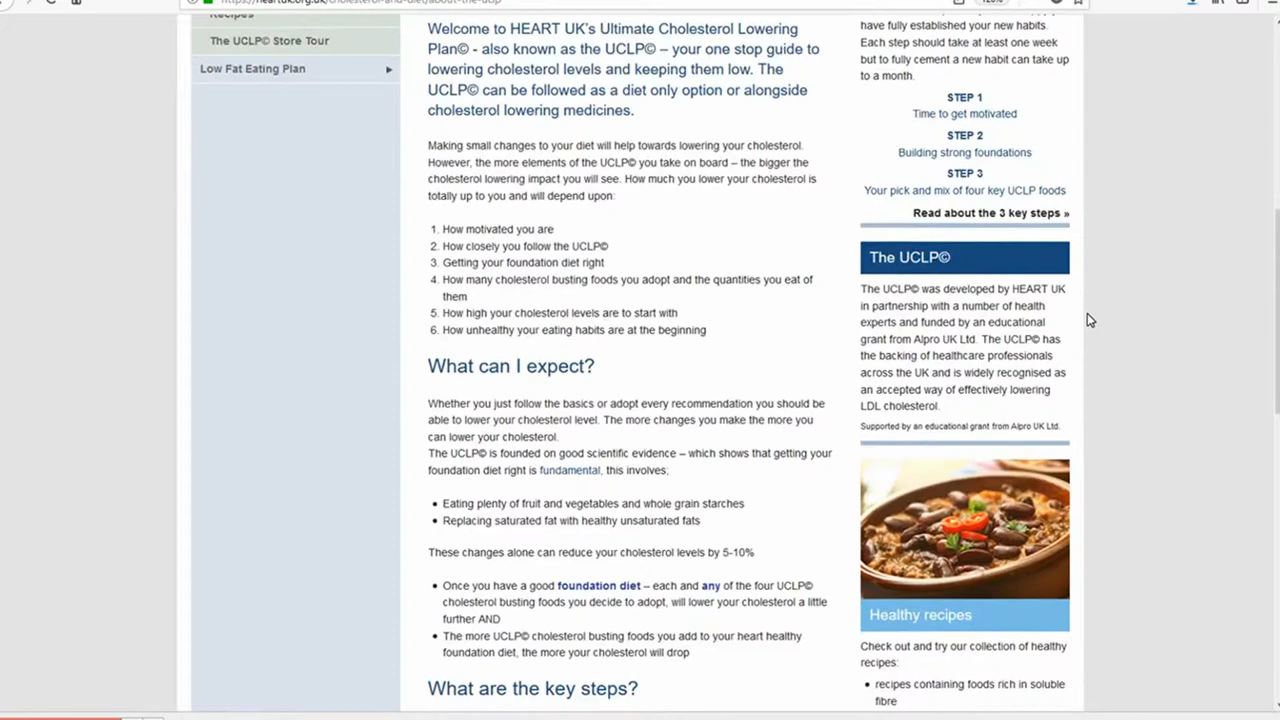 https://heartuk.org.uk/cholesterol-and-diet/about-the-uclp
120%
Recipes
The UCLP© Store Tour
Low Fat Eating Plan
Welcome to HEART UK's Ultimate Cholesterol Lowering
Plan© - also known as the UCLP© – your one stop guide to
lowering cholesterol levels and keeping them low. The
UCLP© can be followed as a diet only option or alongside
cholesterol lowering medicines.
Making small changes to your diet will help towards lowering your cholesterol.
However, the more elements of the UCLP© you take on board – the bigger the
cholesterol lowering impact you will see. How much you lower your cholesterol is
totally up to you and will depend upon:
1. How motivated you are
2. How closely you follow the UCLP©
3. Getting your foundation diet right
4. How many cholesterol busting foods you adopt and the quantities you eat of
them
5. How high your cholesterol levels are to start with
6. How unhealthy your eating habits are at the beginning
What can I expect?
Whether you just follow the basics or adopt every recommendation you should be
able to lower your cholesterol level. The more changes you make the more you
can lower your cholesterol.
The UCLP© is founded on good scientific evidence – which shows that getting your
foundation diet right is fundamental, this involves;
• Eating plenty of fruit and vegetables and whole grain starches
• Replacing saturated fat with healthy unsaturated fats
These changes alone can reduce your cholesterol levels by 5-10%
• Once you have a good foundation diet – each and any of the four UCLP©
cholesterol busting foods you decide to adopt, will lower your cholesterol a little
further AND
• The more UCLP© cholesterol busting foods you add to your heart healthy
foundation diet, the more your cholesterol will drop
What are the key steps?
have fully established your new habits.
Each step should take at least one week
but to fully cement a new habit can take up
to a month.
STEP 1
Time to get motivated
STEP 2
Building strong foundations
STEP 3
Your pick and mix of four key UCLP foods
Read about the 3 key steps »
The UCLP©
The UCLP© was developed by HEART UK
in partnership with a number of health
experts and funded by an educational
grant from Alpro UK Ltd. The UCLP© has
the backing of healthcare professionals
across the UK and is widely recognised as
an accepted way of effectively lowering
LDL cholesterol.
Supported by an educational grant from Alpro UK Ltd.
Healthy recipes
Check out and try our collection of healthy
recipes:
• recipes containing foods rich in soluble
fibre